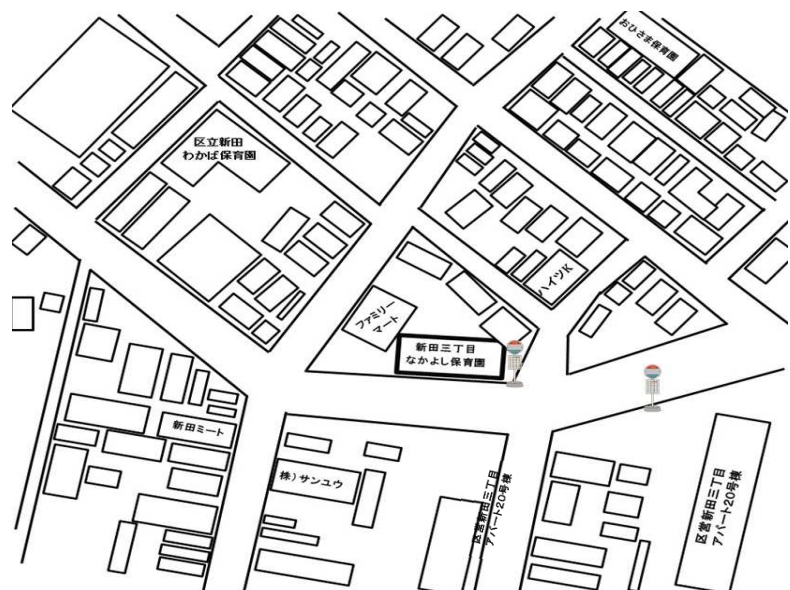 おひさま保育園
区立新田
わかば保育園
ハイツK
ファミリー
マート
新田三丁目
なかよし保育園
新田ミート
株）サンユウ
区営新田三丁目
アパート20号棟
区営新田三丁目
アパート20号棟